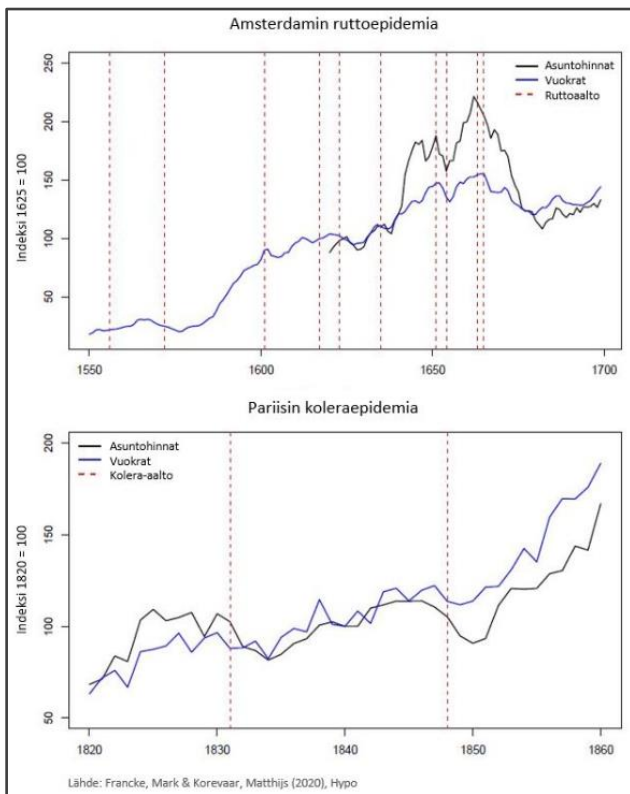 Amsterdamin ruttoepidemia
Indeksi 1625 = 100
250
200
150
100
50
Asuntohinnat
Vuokrat
Ruttoaalto
1550
1600
1650
1700
Pariisin koleraepidemia
Indeksi 1820 = 100
200
150
100
50
Asuntohinnat
Vuokrat
Kolera-aalto
1820
1830
1840
1850
1860
Lähde: Francke, Mark & Korevaar, Matthijs (2020), Hypo